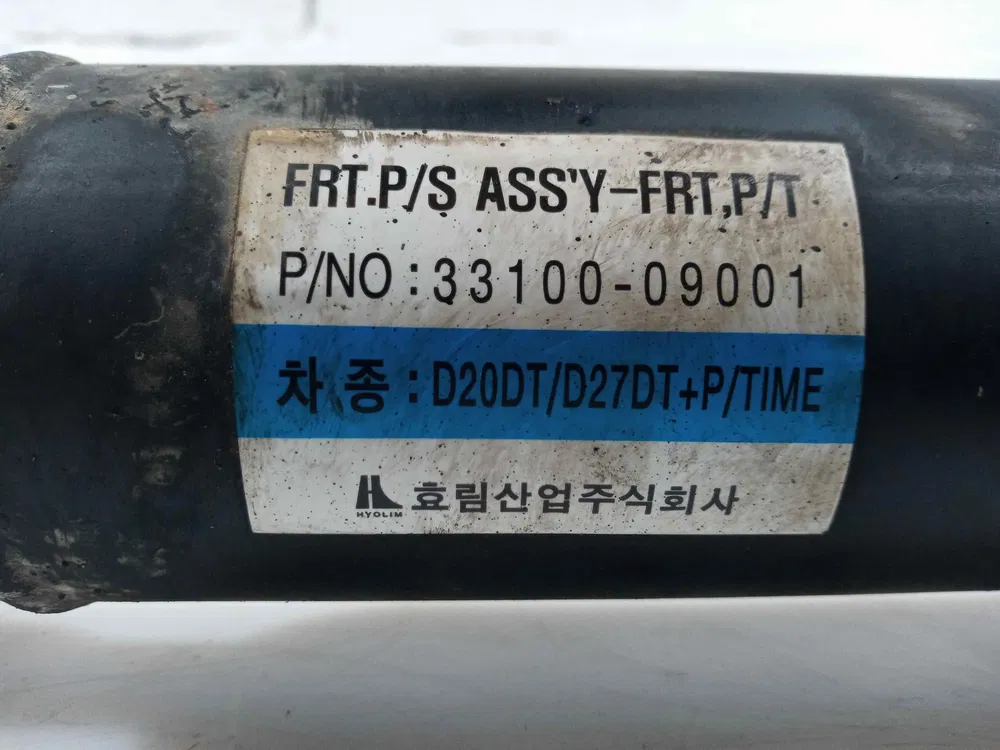 FRT.P/S ASS'Y-FRT,P/T
P/NO : 33100-09001
차 종 : D20DT/D27DT+P/TIME
HYOLIM 효림산업주식회사